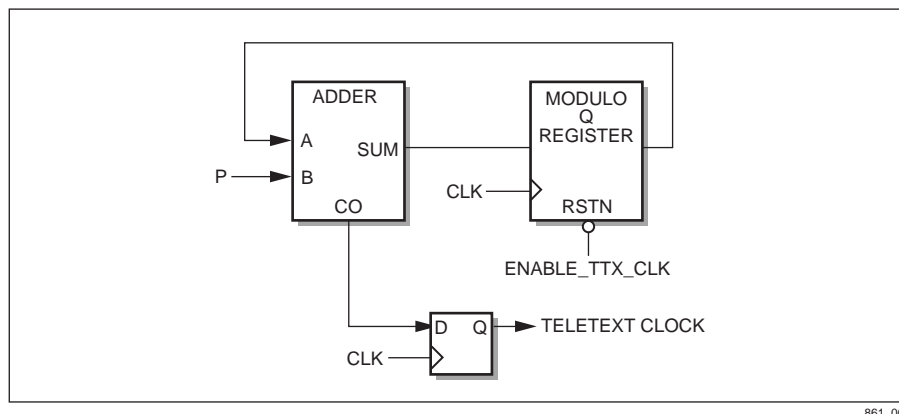 ADDER
A
B
SUM
CO
P
MODULO
Q
REGISTER
CLK
RSTN
ENABLE_TTX_CLK
D
Q
TELETEXT CLOCK
CLK